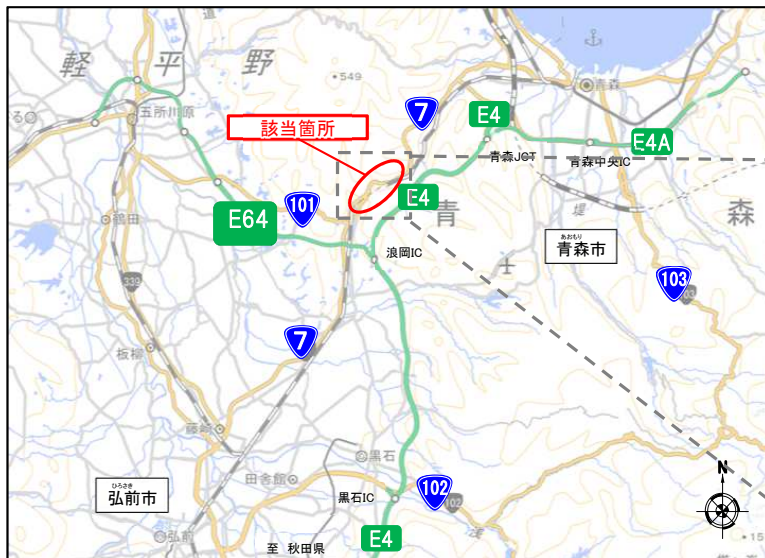 軽 平 野
・549
青森
五所川原
該当箇所
7
E4
E4A
青森JCT
青森中央IC
101
E64
E4
青
森
鶴田
浪岡IC
堤
あおもり
青森市
103
339
7
板柳
藤崎
黒石
田舎館
ひろさき
弘前市
黒石IC
102
102
弘前
至 秋田県
E4
N